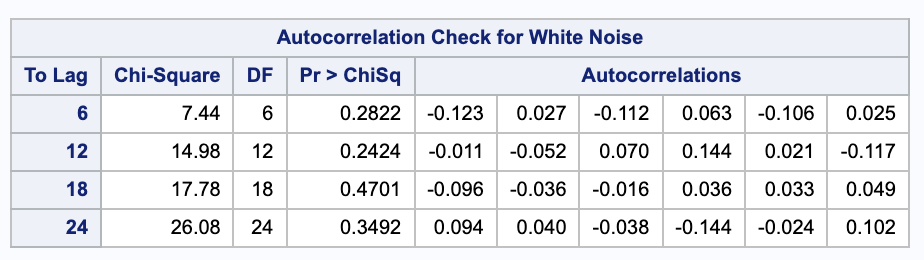 Autocorrelation Check for White Noise
To Lag Chi-Square DF Pr > ChiSq Autocorrelations
6 7.44 6 0.2822 -0.123 0.027 -0.112 0.063 -0.106 0.025
12 14.98 12 0.2424 -0.011 -0.052 0.070 0.144 0.021 -0.117
18 17.78 18 0.4701 -0.096 -0.036 -0.016 0.036 0.033 0.049
24 26.08 24 0.3492 0.094 0.040 -0.038 -0.144 -0.024 0.102